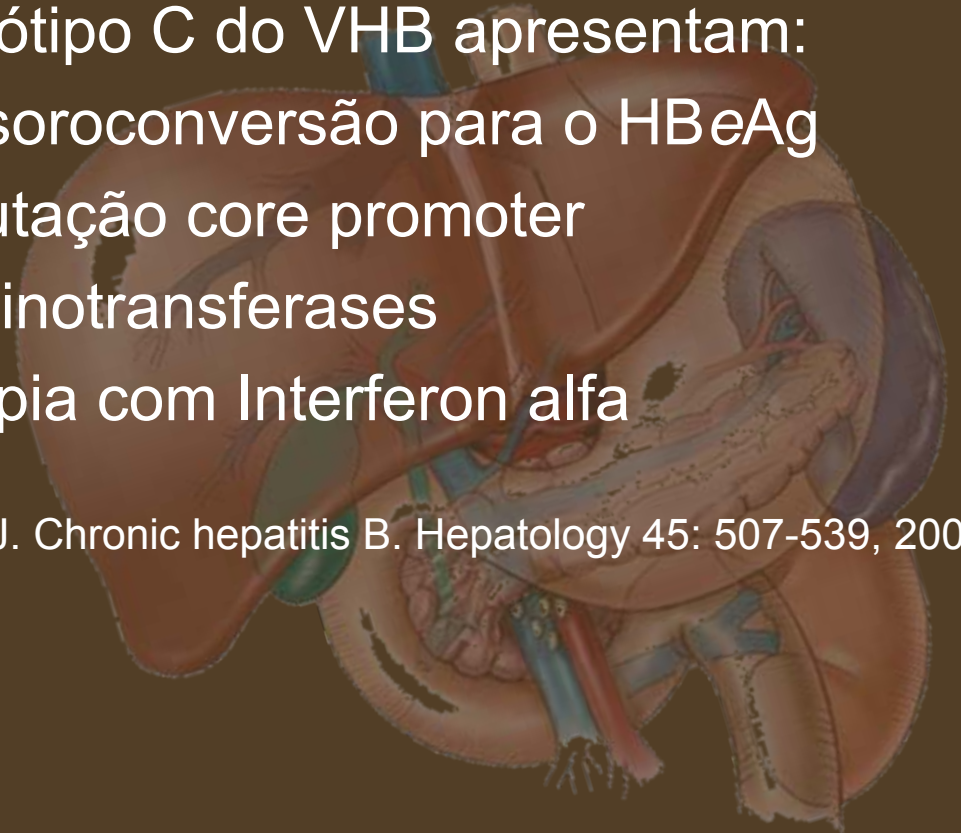 ótipo C do VHB apresentam:
soroconversão para o HBeAg
utação core promoter
inotransferases
pia com Interferon alfa
J. Chronic hepatitis B. Hepatology 45: 507-539, 200